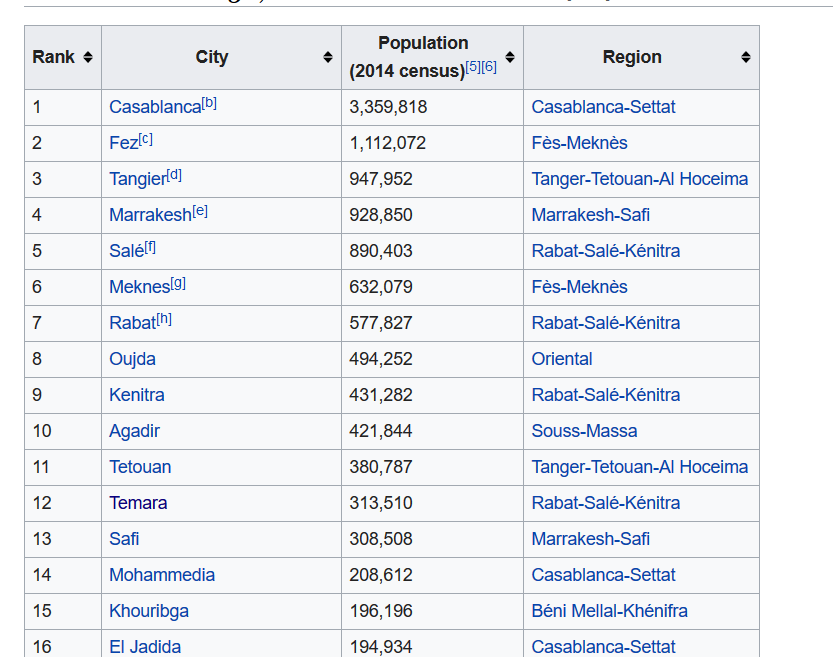 Rank City Population (2014 census)[5][6] Region
1 Casablanca[b] 3,359,818 Casablanca-Settat
2 Fez[c] 1,112,072 Fès-Meknès
3 Tangier[d] 947,952 Tanger-Tetouan-Al Hoceima
4 Marrakesh[e] 928,850 Marrakesh-Safi
5 Salé[f] 890,403 Rabat-Salé-Kénitra
6 Meknes[g] 632,079 Fès-Meknès
7 Rabat[h] 577,827 Rabat-Salé-Kénitra
8 Oujda 494,252 Oriental
9 Kenitra 431,282 Rabat-Salé-Kénitra
10 Agadir 421,844 Souss-Massa
11 Tetouan 380,787 Tanger-Tetouan-Al Hoceima
12 Temara 313,510 Rabat-Salé-Kénitra
13 Safi 308,508 Marrakesh-Safi
14 Mohammedia 208,612 Casablanca-Settat
15 Khouribga 196,196 Béni Mellal-Khénifra
16 El Jadida 194,934 Casablanca-Settat